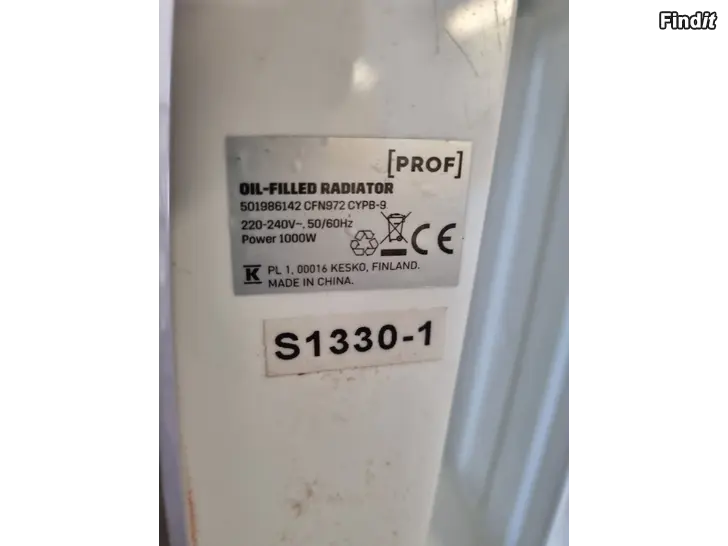 Findit
[PROF]
OIL-FILLED RADIATOR
501986142 CFN972 CYPB-9
220-240V~, 50/60Hz
Power 1000W
CE
K PL 1, 00016 KESKO, FINLAND.
MADE IN CHINA.
S1330-1